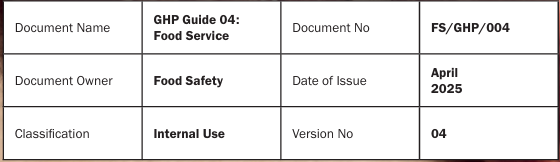 Document Name
GHP Guide 04:
Food Service
Document No
FS/GHP/004
Document Owner
Food Safety
Date of Issue
April
2025
Classification
Internal Use
Version No
04